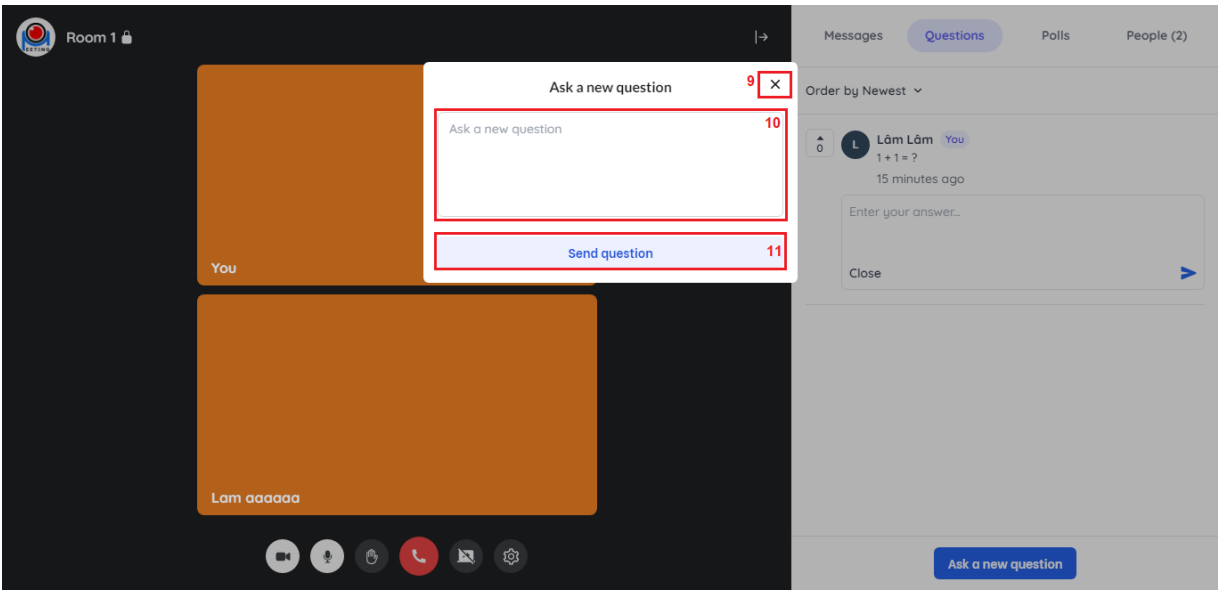 EETING
Room 1
Messages
Questions
Polls
People (2)
Ask a new question
9
Order by Newest
Ask a new question
10
0
L
Lâm Lâm
You
1 + 1 = ?
15 minutes ago
Enter your answer...
Send question
11
You
Close
Lam aaaaaa
Ask a new question